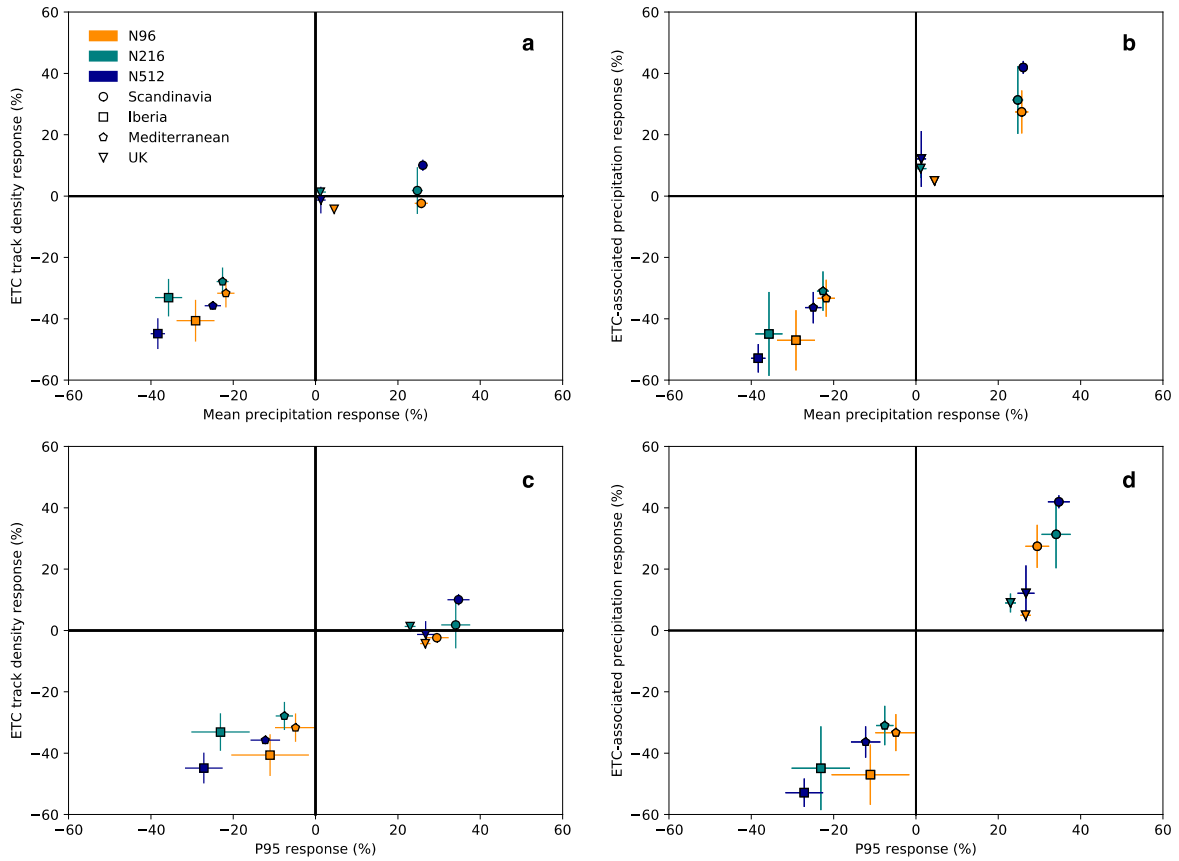 a
N96
N216
N512
Scandinavia
Iberia
Mediterranean
UK
ETC track density response (%)
60
40
20
0
−20
−40
−60
−60 −40 −20 0 20 40 60
Mean precipitation response (%)
b
ETC-associated precipitation response (%)
60
40
20
0
−20
−40
−60
−60 −40 −20 0 20 40 60
Mean precipitation response (%)
c
ETC track density response (%)
60
40
20
0
−20
−40
−60
−60 −40 −20 0 20 40 60
P95 response (%)
d
ETC-associated precipitation response (%)
60
40
20
0
−20
−40
−60
−60 −40 −20 0 20 40 60
P95 response (%)